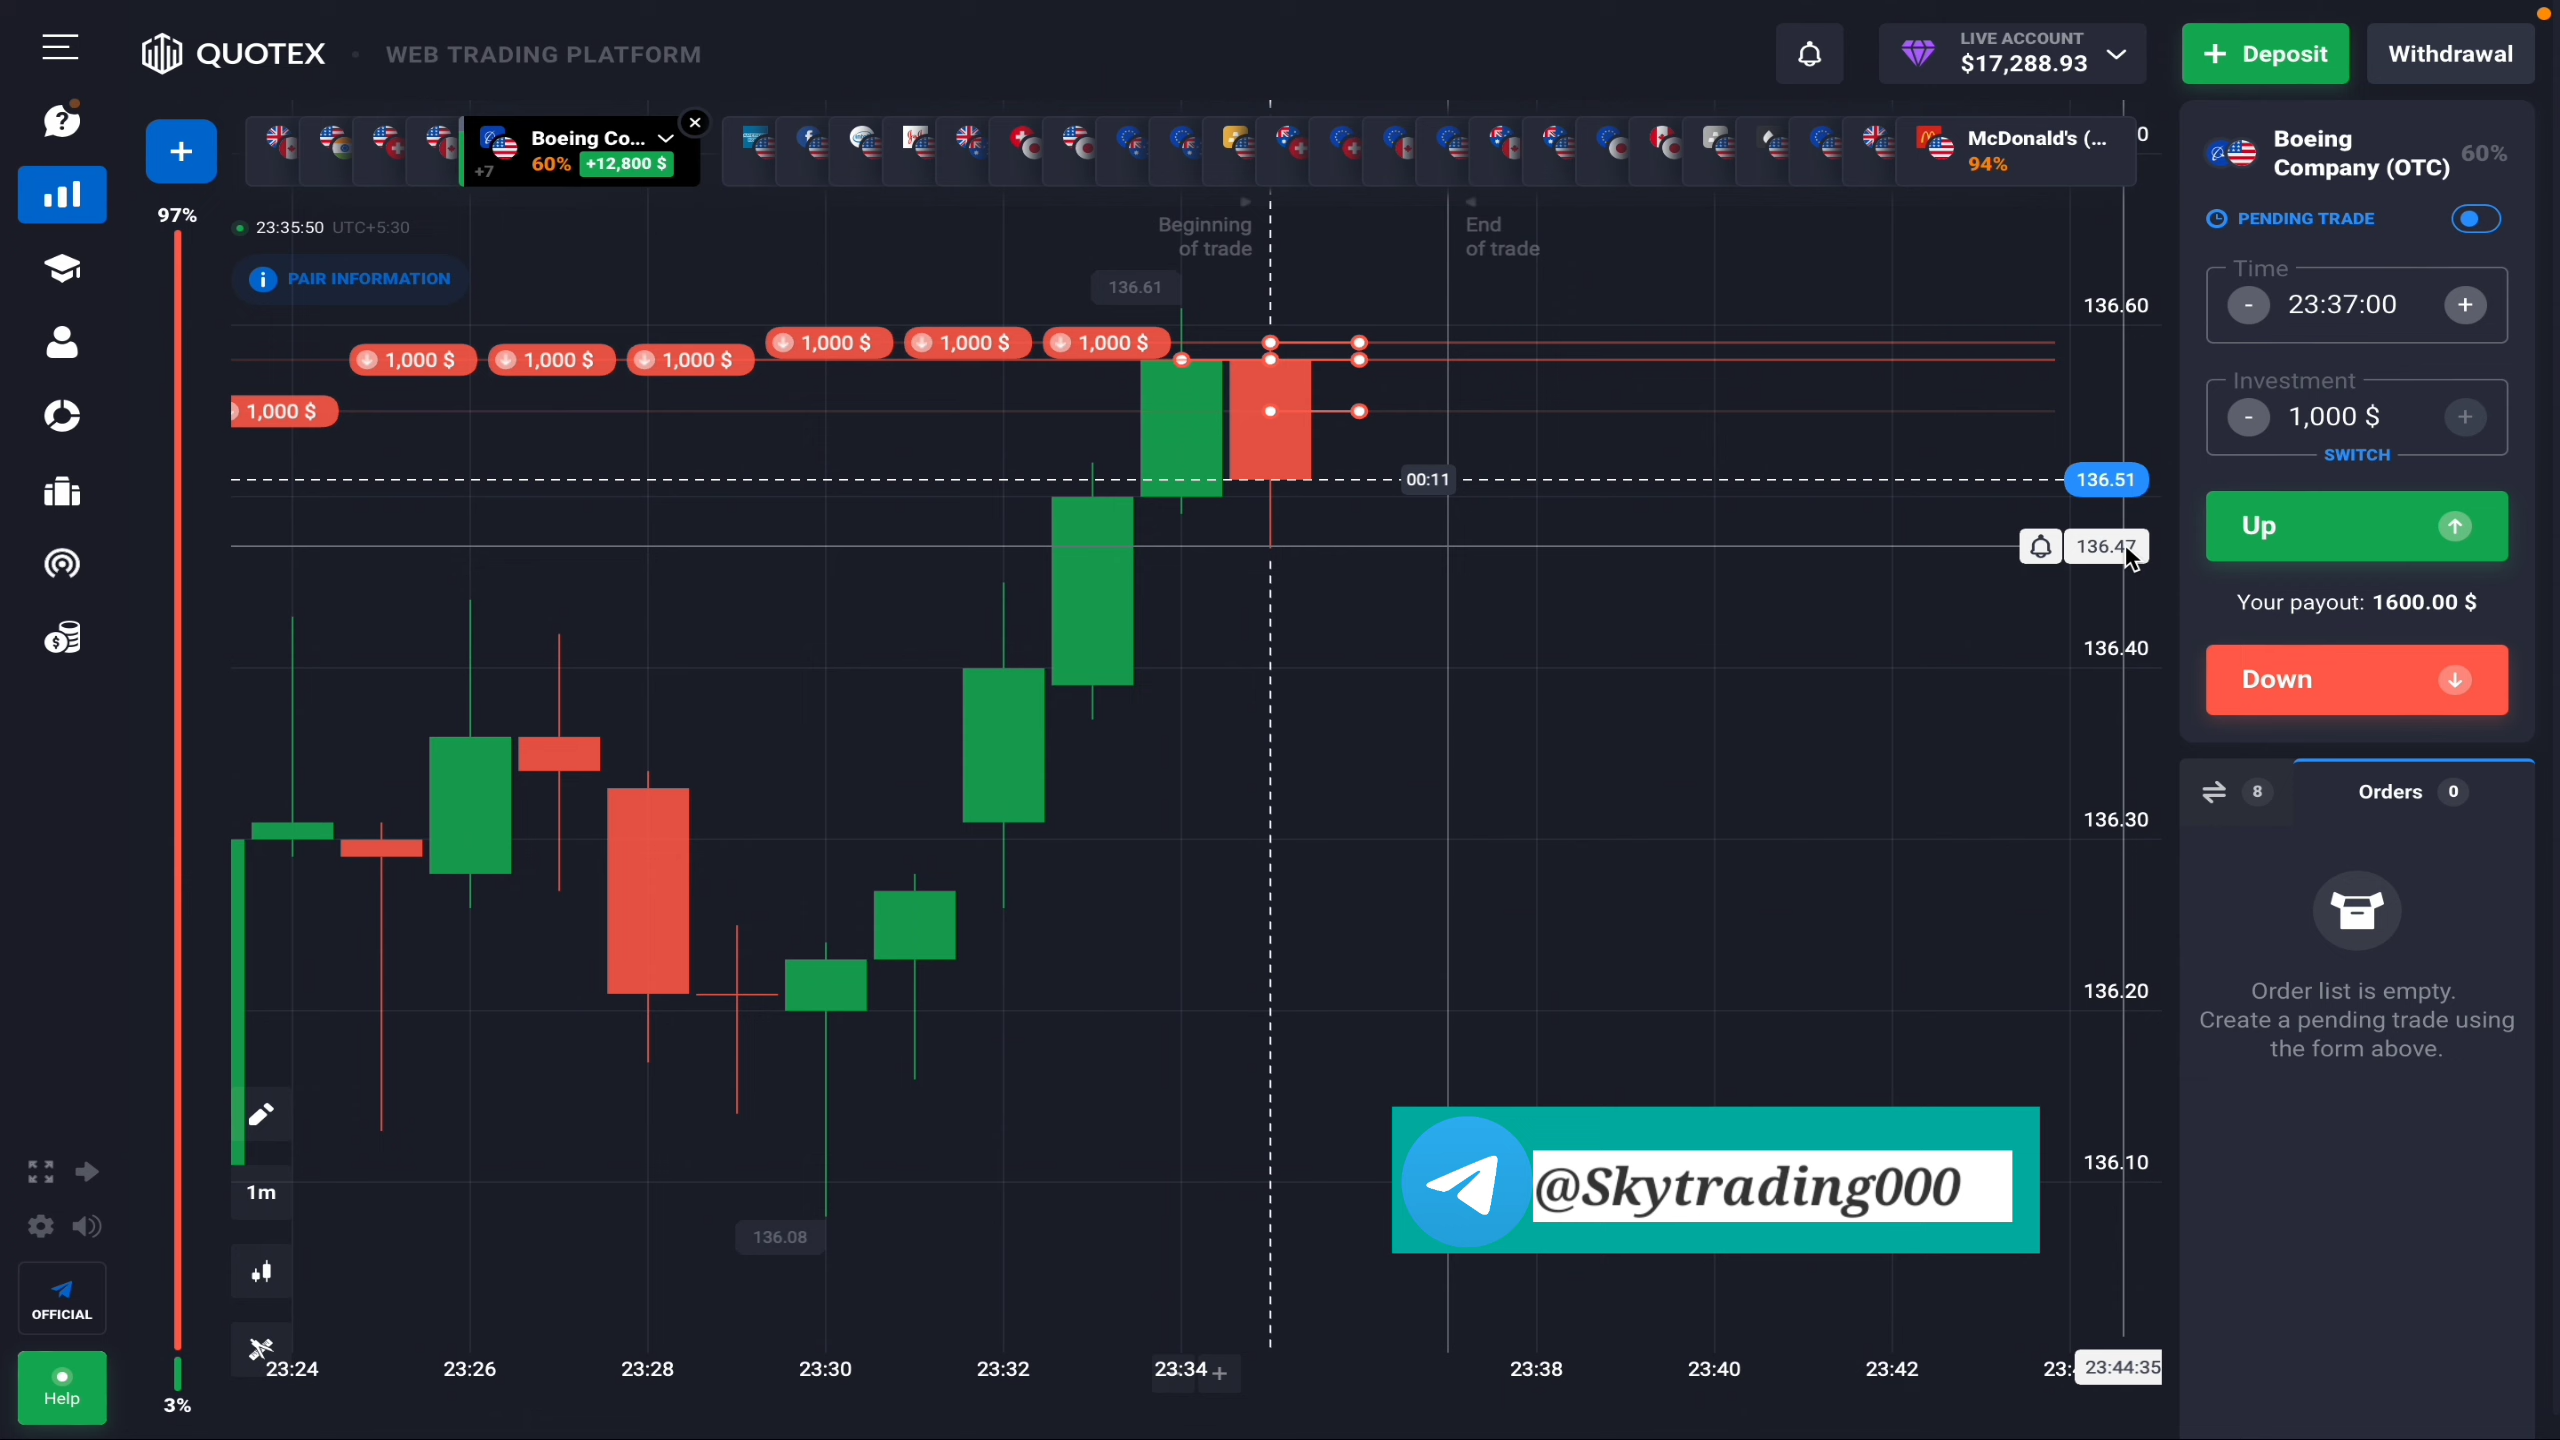 QUOTEX
WEB TRADING PLATFORM
LIVE ACCOUNT
$17,288.93
Deposit
Withdrawal
Boeing Co...
60% +12,800 $
+7
McDonald's (...
94%
0
97%
23:35:50 UTC+5:30
PAIR INFORMATION
Beginning
of trade
End
of trade
136.61
136.60
1,000 $ 1,000 $ 1,000 $
1,000 $ 1,000 $ 1,000 $
1,000 $
00:11
136.51
136.47
136.40
136.30
136.20
136.10
136.08
@Skytrading000
1m
23:24 23:26 23:28 23:30 23:32 23:34 23:38 23:40 23:42 23:44:35
3%
OFFICIAL
Help
Boeing
Company (OTC) 60%
PENDING TRADE
Time
23:37:00
Investment
1,000 $
SWITCH
Up
Your payout: 1600.00 $
Down
8
Orders 0
Order list is empty.
Create a pending trade using
the form above.